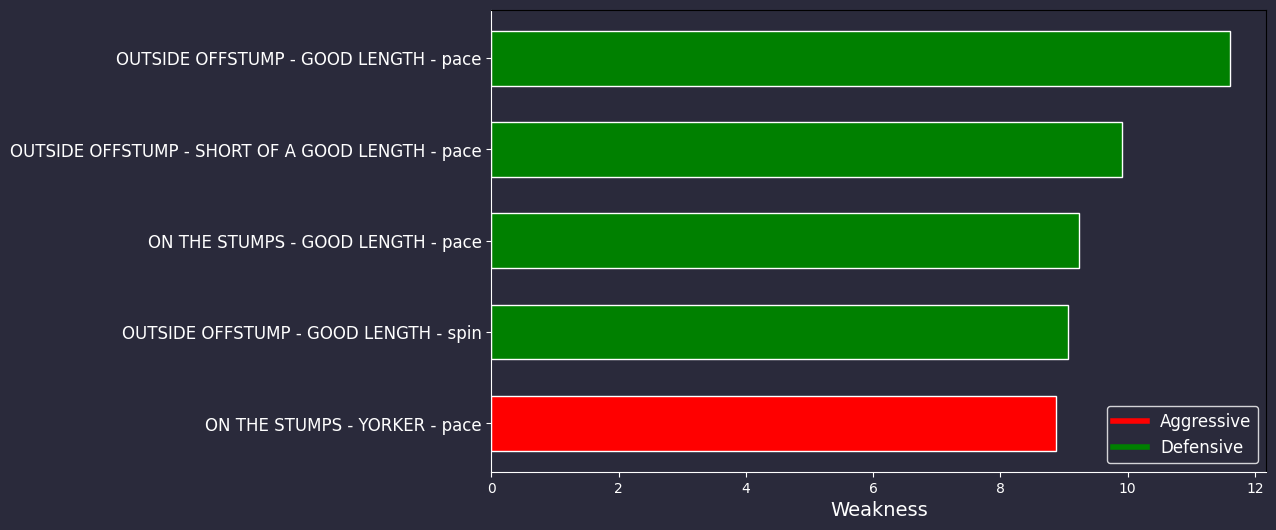 OUTSIDE OFFSTUMP - GOOD LENGTH - pace
OUTSIDE OFFSTUMP - SHORT OF A GOOD LENGTH - pace
ON THE STUMPS - GOOD LENGTH - pace
OUTSIDE OFFSTUMP - GOOD LENGTH - spin
ON THE STUMPS - YORKER - pace
Aggressive
Defensive
0 2 4 6 8 10 12
Weakness